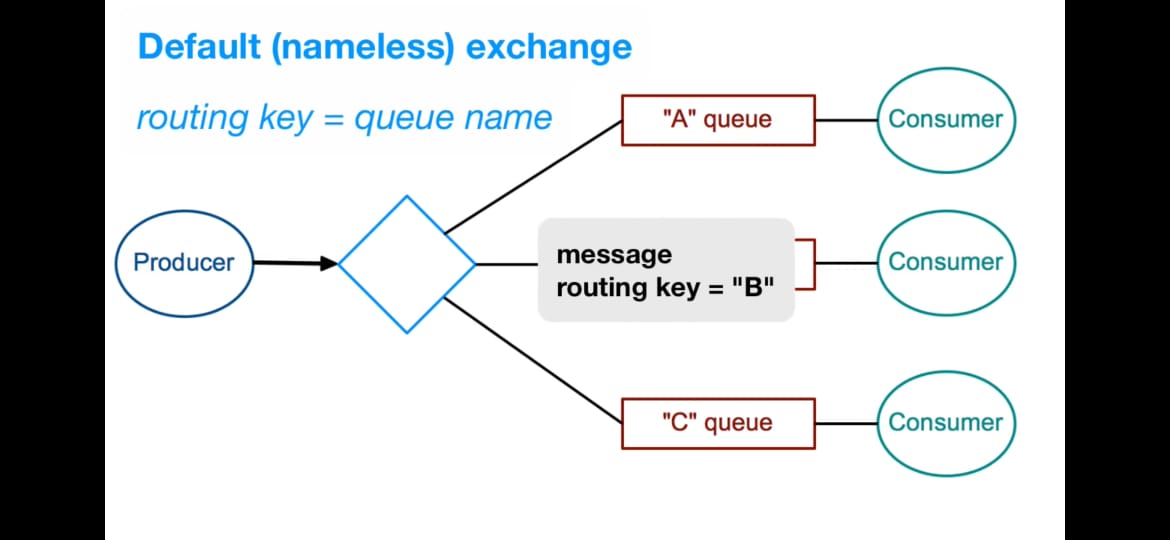 Default (nameless) exchange
routing key = queue name
"A" queue
Consumer
Producer
message
routing key = "B"
Consumer
"C" queue
Consumer